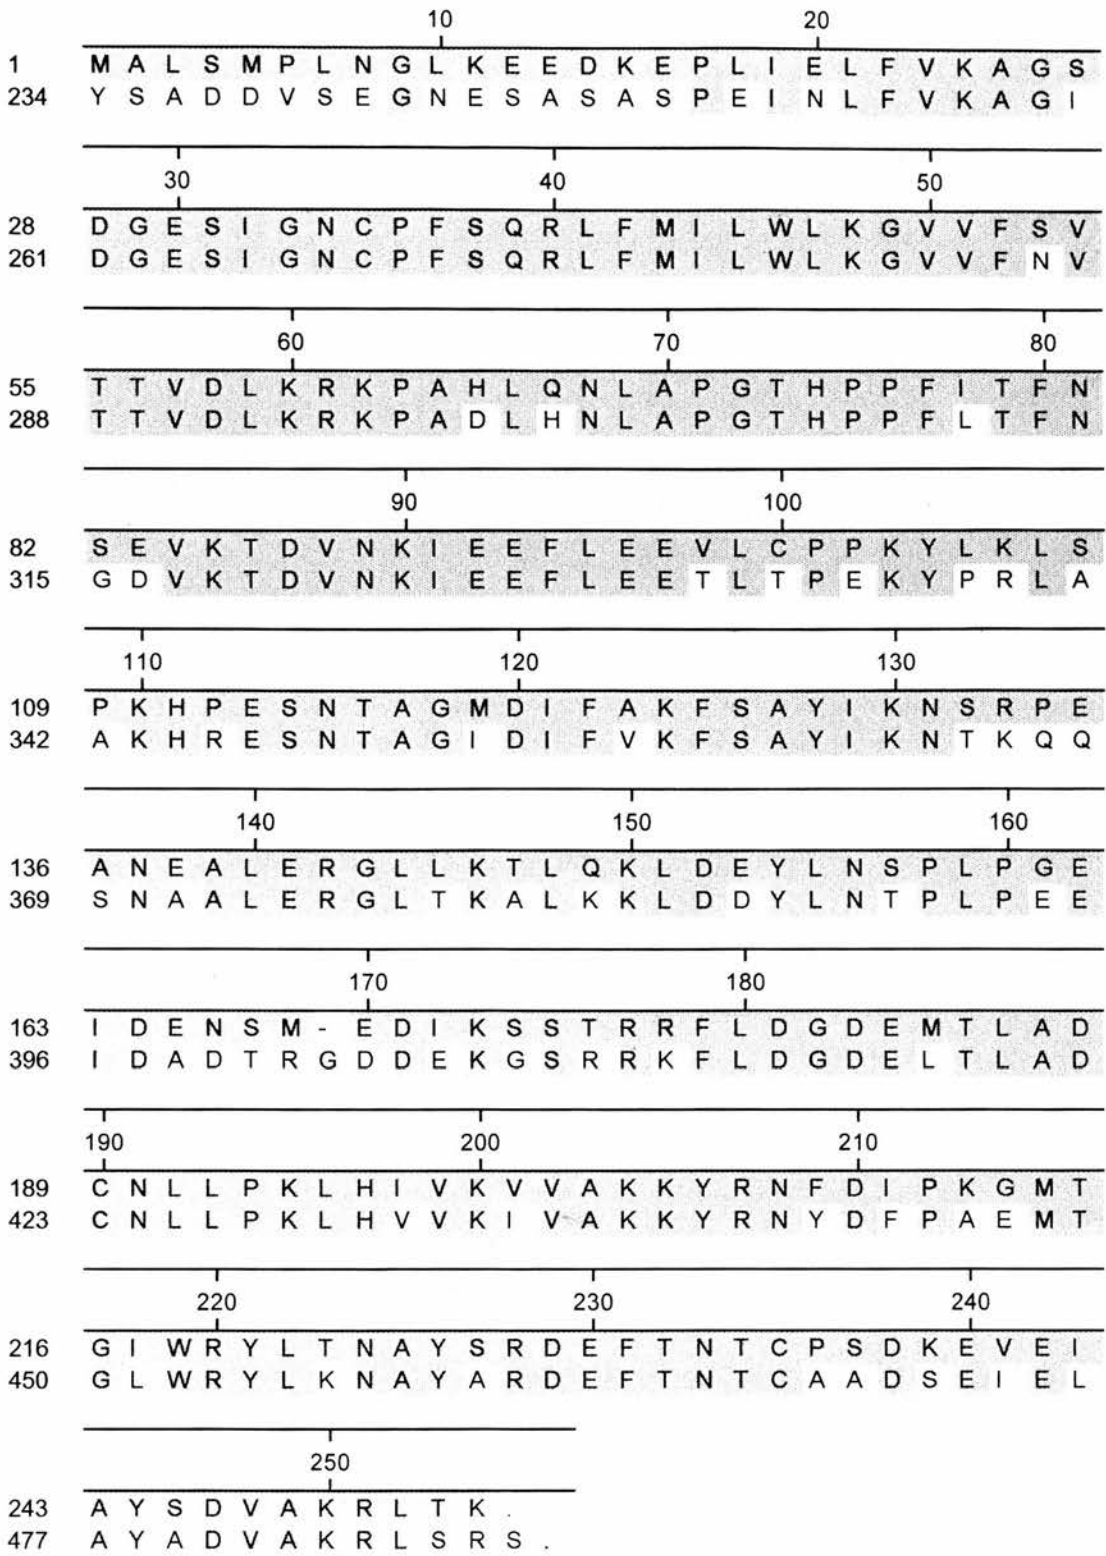 10 20
1 M A L S M P L N G L K E E D K E P L I E L F V K A G S
234 Y S A D D V S E G N E S A S A S P E I N L F V K A G I
30 40 50
28 D G E S I G N C P F S Q R L F M I L W L K G V V F S V
261 D G E S I G N C P F S Q R L F M I L W L K G V V F N V
60 70 80
55 T T V D L K R K P A H L Q N L A P G T H P P F I T F N
288 T T V D L K R K P A D L H N L A P G T H P P F L T F N
90 100
82 S E V K T D V N K I E E F L E E V L C P P K Y L K L S
315 G D V K T D V N K I E E F L E E T L T P E K Y P R L A
110 120 130
109 P K H P E S N T A G M D I F A K F S A Y I K N S R P E
342 A K H R E S N T A G I D I F V K F S A Y I K N T K Q Q
140 150 160
136 A N E A L E R G L L K T L Q K L D E Y L N S P L P G E
369 S N A A L E R G L T K A L K K L D D Y L N T P L P E E
170 180
163 I D E N S M - E D I K S S T R R F L D G D E M T L A D
396 I D A D T R G D D E K G S R R K F L D G D E L T L A D
190 200 210
189 C N L L P K L H I V K V V A K K Y R N F D I P K G M T
423 C N L L P K L H V V K I V A K K Y R N Y D F P A E M T
220 230 240
216 G I W R Y L T N A Y S R D E F T N T C P S D K E V E I
450 G L W R Y L K N A Y A R D E F T N T C A A D S E I E L
250
243 A Y S D V A K R L T K .
477 A Y A D V A K R L S R S .